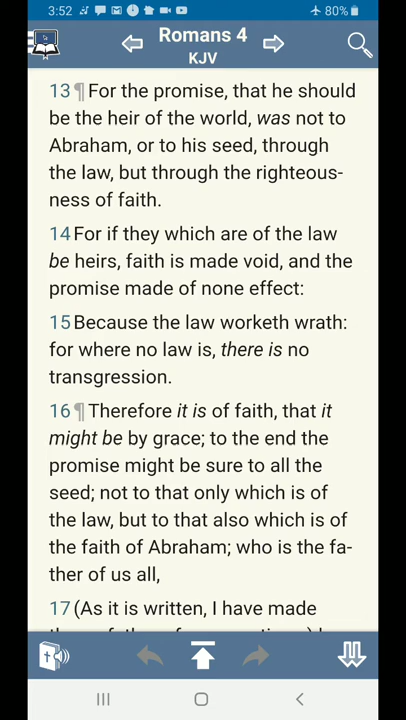 3:52
80%
Romans 4
KJV
13 ¶ For the promise, that he should
be the heir of the world, was not to
Abraham, or to his seed, through
the law, but through the righteous-
ness of faith.
14 For if they which are of the law
be heirs, faith is made void, and the
promise made of none effect:
15 Because the law worketh wrath:
for where no law is, there is no
transgression.
16 ¶ Therefore it is of faith, that it
might be by grace; to the end the
promise might be sure to all the
seed; not to that only which is of
the law, but to that also which is of
the faith of Abraham; who is the fa-
ther of us all,
17 (As it is written, I have made